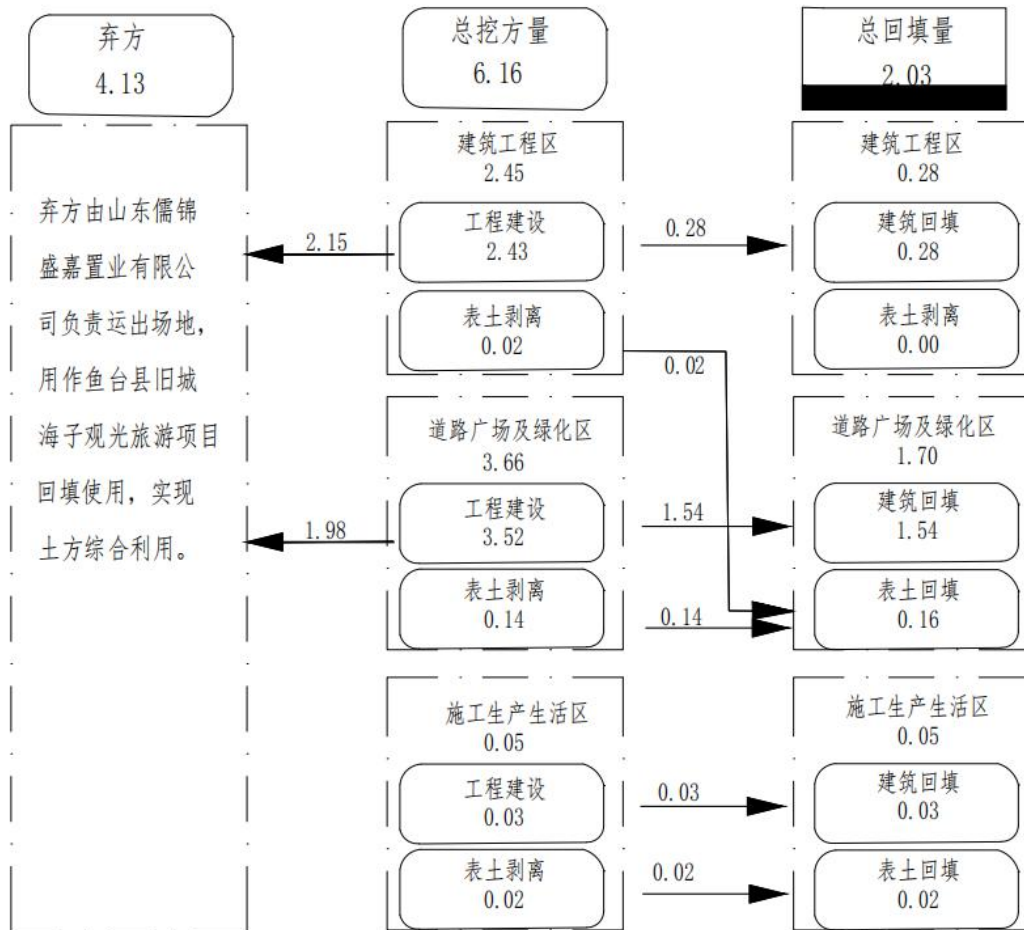 弃方
4.13
总挖方量
6.16
总回填量
2.03
弃方由山东儒锦
盛嘉置业有限公
司负责运出场地，
用作鱼台县旧城
海子观光旅游项目
回填使用，实现
土方综合利用。
建筑工程区
2.45
工程建设
2.43
表土剥离
0.02
2.15
0.28
0.02
建筑工程区
0.28
建筑回填
0.28
表土剥离
0.00
道路广场及绿化区
3.66
工程建设
3.52
表土剥离
0.14
1.98
1.54
0.14
道路广场及绿化区
1.70
建筑回填
1.54
表土回填
0.16
施工生产生活区
0.05
工程建设
0.03
表土剥离
0.02
0.03
0.02
施工生产生活区
0.05
建筑回填
0.03
表土回填
0.02